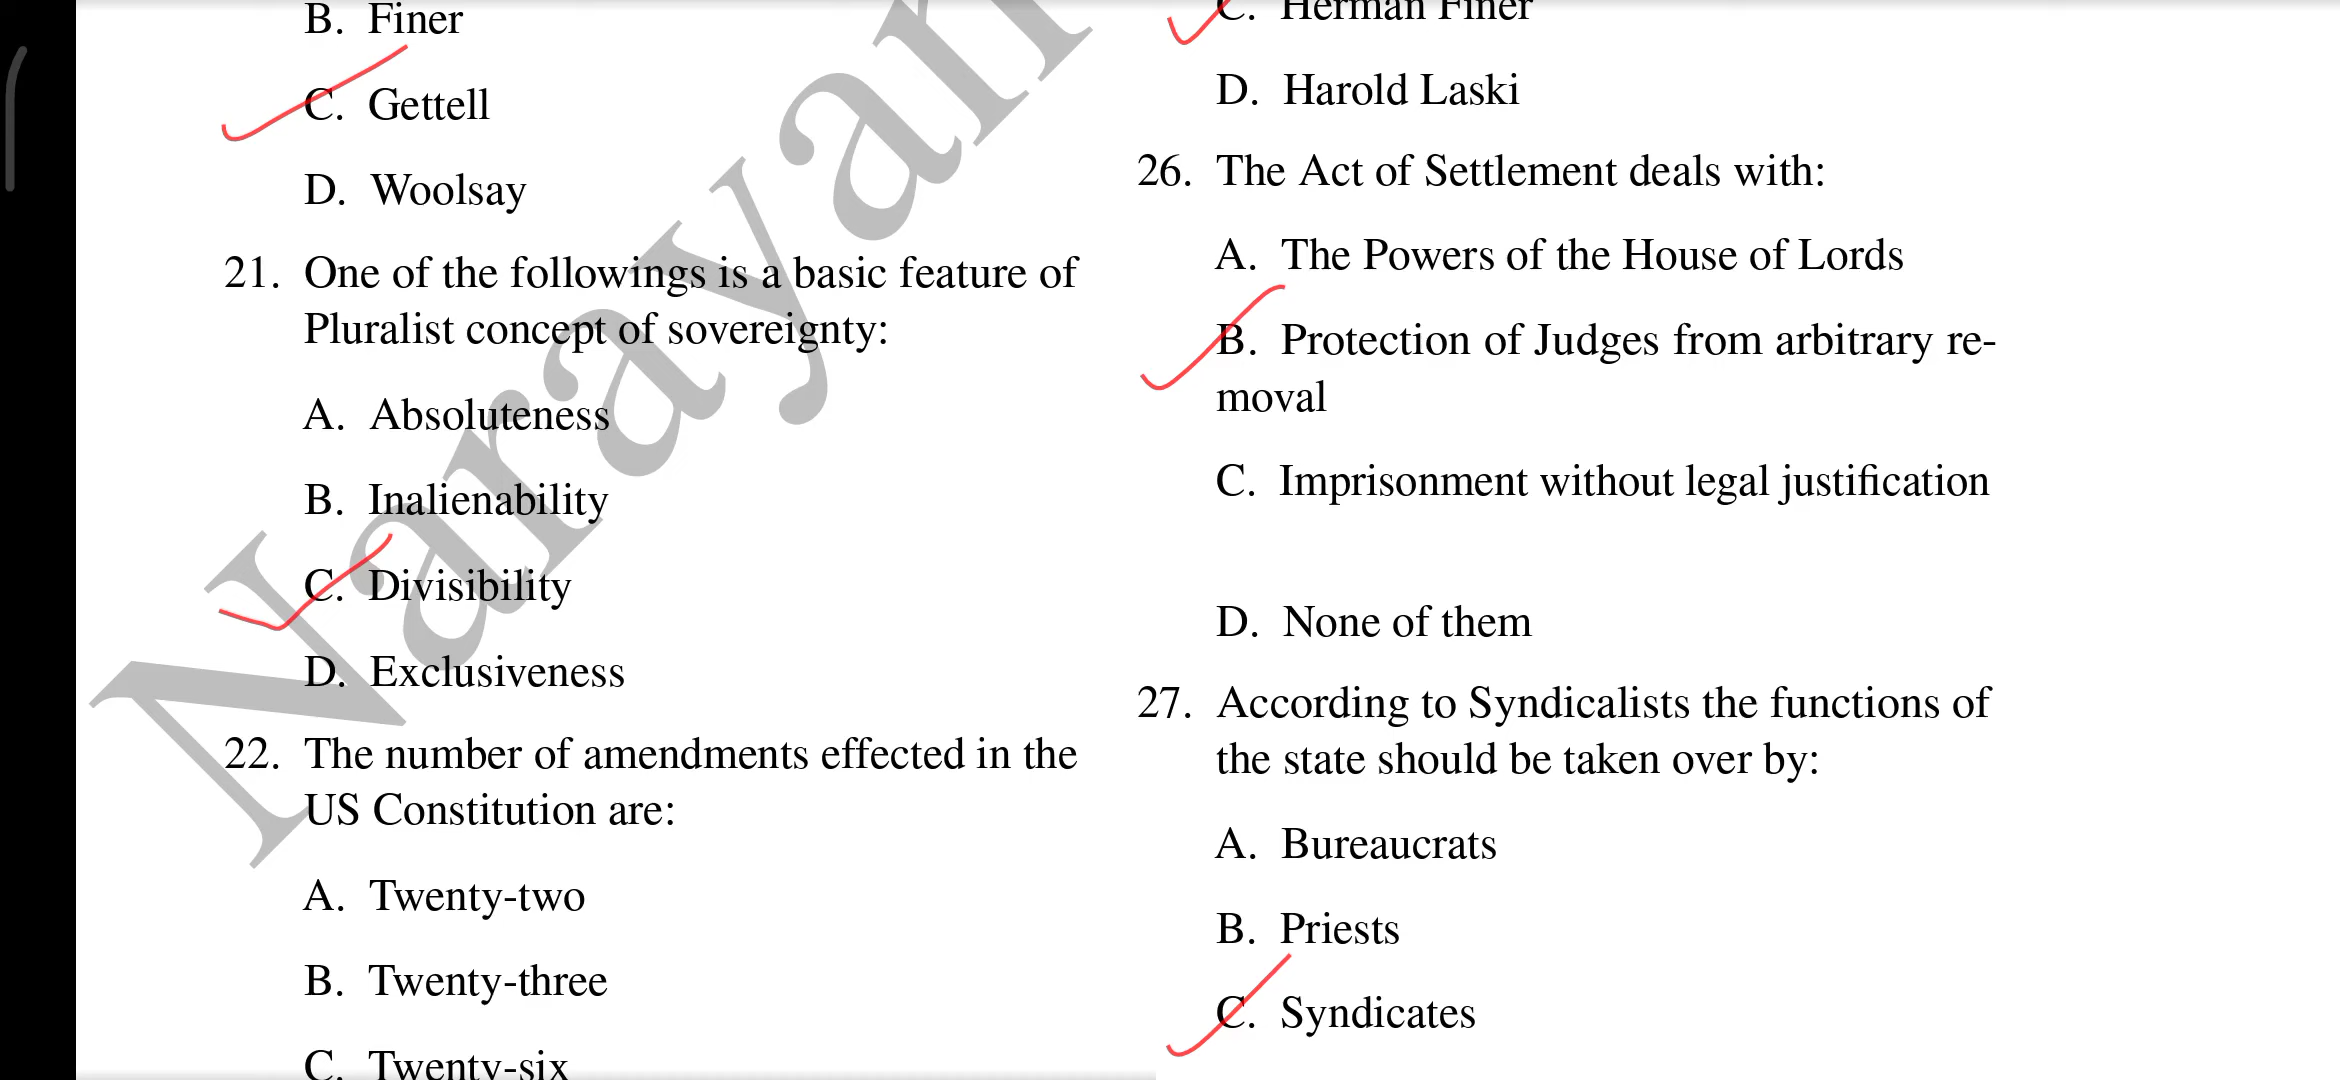 B. Finer
C. Gettell
D. Woolsay
21. One of the followings is a basic feature of
Pluralist concept of sovereignty:
A. Absoluteness
B. Inalienability
C. Divisibility
D. Exclusiveness
22. The number of amendments effected in the
US Constitution are:
A. Twenty-two
B. Twenty-three
C. Twenty-six
C. Herman Finer
D. Harold Laski
26. The Act of Settlement deals with:
A. The Powers of the House of Lords
B. Protection of Judges from arbitrary re-
moval
C. Imprisonment without legal justification
D. None of them
27. According to Syndicalists the functions of
the state should be taken over by:
A. Bureaucrats
B. Priests
C. Syndicates